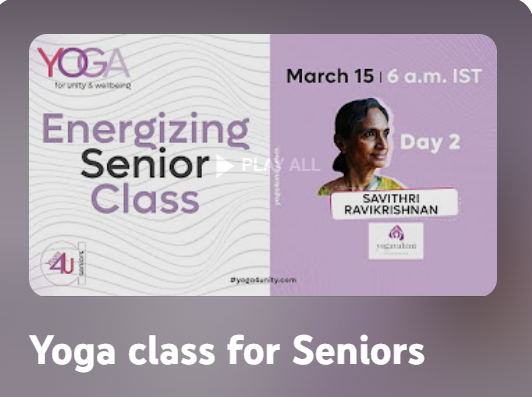 YOGA
for unity & wellbeing
Energizing
Senior
Class
PLAY ALL
4U
#yoga4unity.com
March 15 | 6 a.m. IST
Day 2
SAVITHRI
RAVIKRISHNAN
Yoga class for Seniors